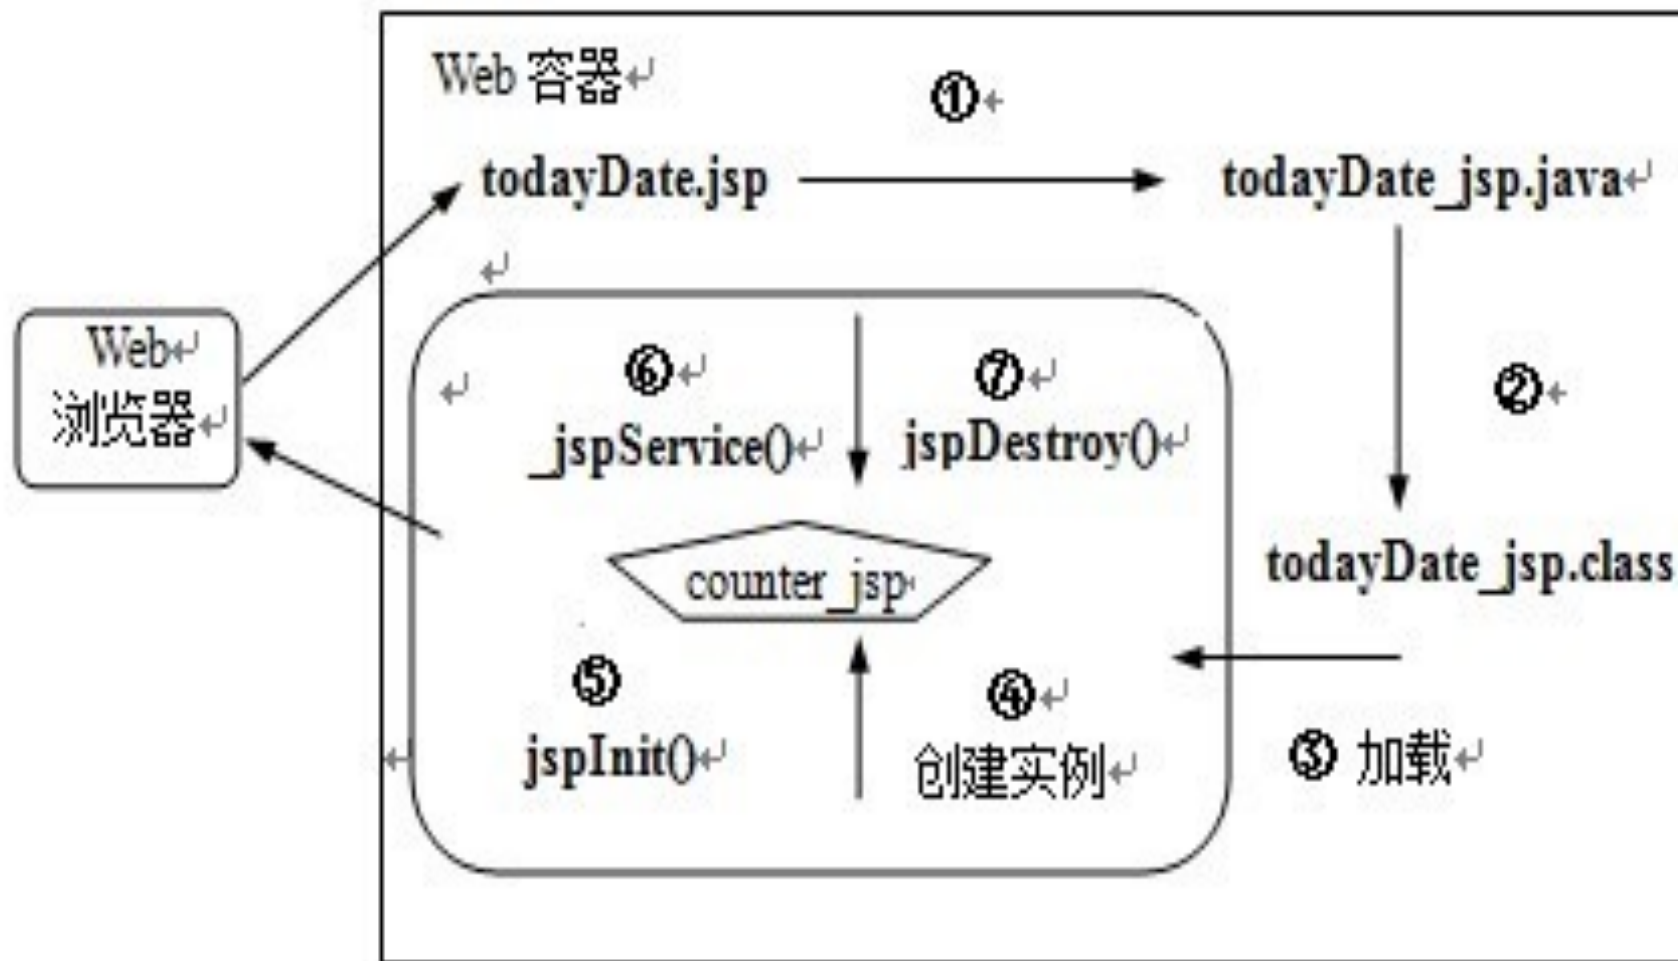 Web 容器
①
todayDate.jsp
todayDate_jsp.java
Web
浏览器
⑥
_jspService()
⑦
jspDestroy()
②
counter_jsp
todayDate_jsp.class
⑤
jspInit()
④
创建实例
③ 加载